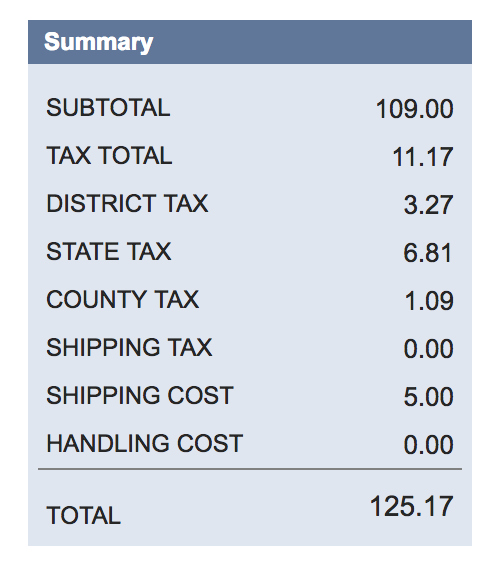 Summary
SUBTOTAL 109.00
TAX TOTAL 11.17
DISTRICT TAX 3.27
STATE TAX 6.81
COUNTY TAX 1.09
SHIPPING TAX 0.00
SHIPPING COST 5.00
HANDLING COST 0.00
TOTAL 125.17